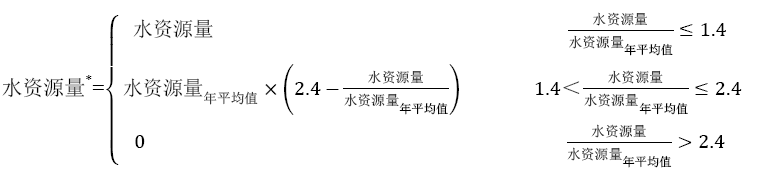 水资源量 水资源量/水资源量年平均值 ≤ 1.4
水资源量*= 水资源量年平均值 × (2.4 − 水资源量/水资源量年平均值) 1.4＜ 水资源量/水资源量年平均值 ≤ 2.4
0 水资源量/水资源量年平均值 > 2.4